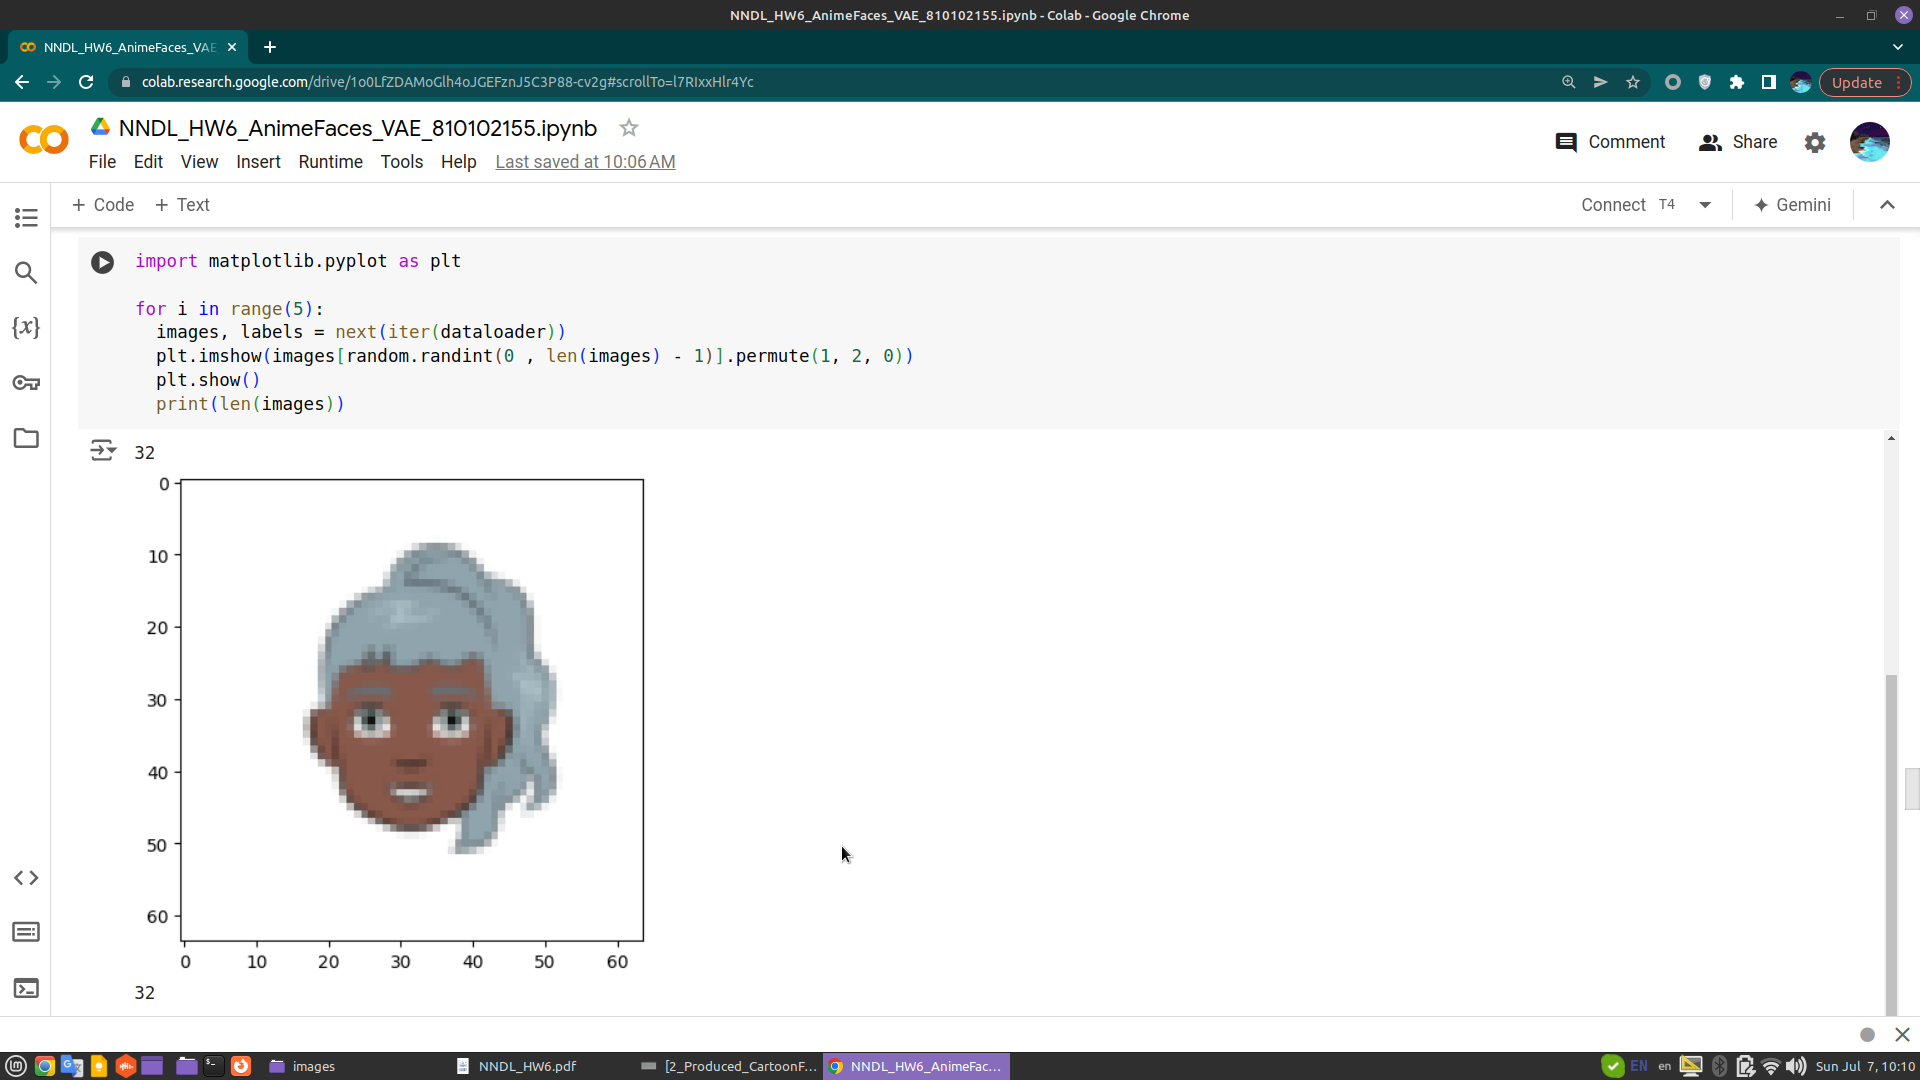 NNDL_HW6_AnimeFaces_VAE_810102155.ipynb - Colab - Google Chrome
NNDL_HW6_AnimeFaces_VAE
colab.research.google.com/drive/1o0LfZDAMoGlh4oJGEFznJ5C3P88-cv2g#scrollTo=l7RIxxHlr4Yc
Update
NNDL_HW6_AnimeFaces_VAE_810102155.ipynb
File Edit View Insert Runtime Tools Help Last saved at 10:06 AM
Comment Share
+ Code + Text
Connect T4 Gemini
import matplotlib.pyplot as plt
for i in range(5):
images, labels = next(iter(dataloader))
plt.imshow(images[random.randint(0 , len(images) - 1)].permute(1, 2, 0))
plt.show()
print(len(images))
{x}
32
0
10
20
30
40
50
60
0 10 20 30 40 50 60
32
images
NNDL_HW6.pdf
[2_Produced_CartoonF...
NNDL_HW6_AnimeFac...
EN en
Sun Jul 7, 10:10